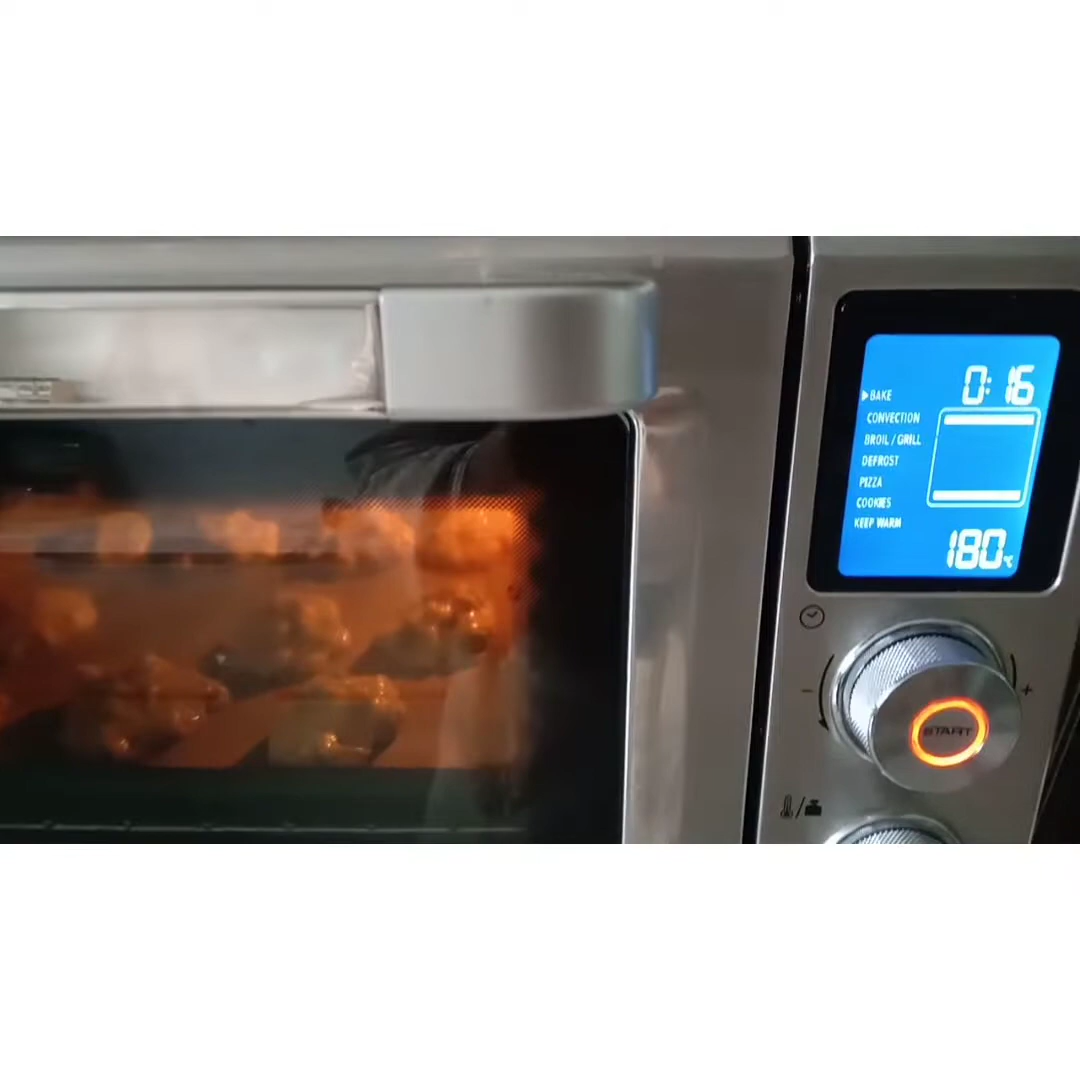 0:16
BAKE
CONVECTION
BROIL / GRILL
DEFROST
PIZZA
COOKIES
KEEP WARM
180°C
- +
START